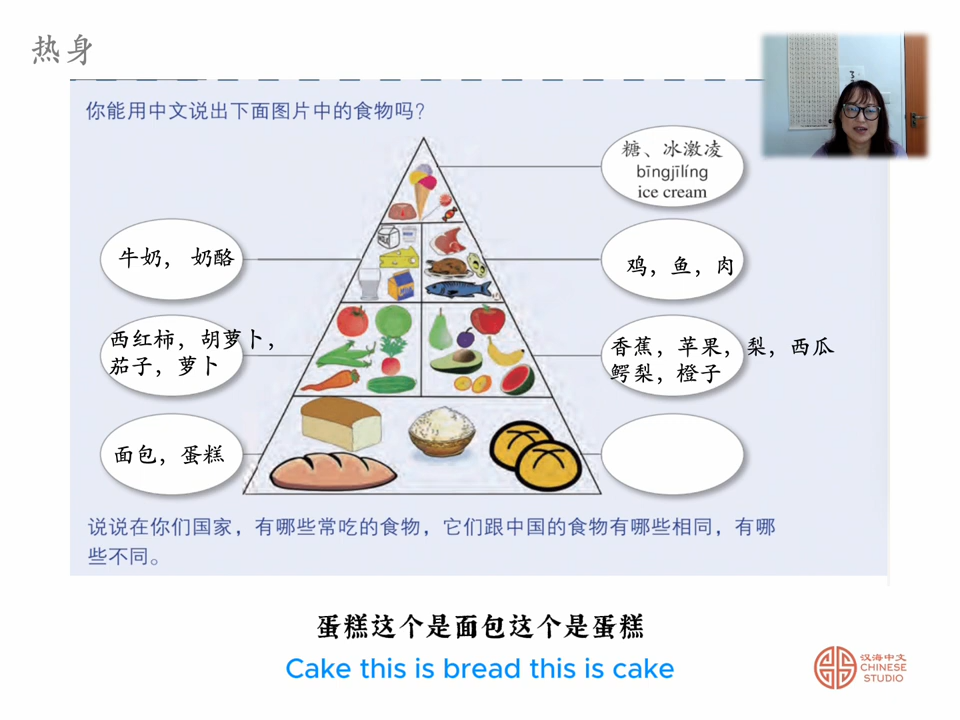 热身
你能用中文说出下面图片中的食物吗？
糖、冰激凌
bīngjīlíng
ice cream
牛奶， 奶酪
鸡，鱼，肉
西红柿，胡萝卜，
茄子，萝卜
香蕉，苹果，梨，西瓜
鳄梨，橙子
面包，蛋糕
说说在你们国家，有哪些常吃的食物，它们跟中国的食物有哪些相同，有哪
些不同。
蛋糕这个是面包这个是蛋糕
Cake this is bread this is cake
汉海中文
CHINESE
STUDIO